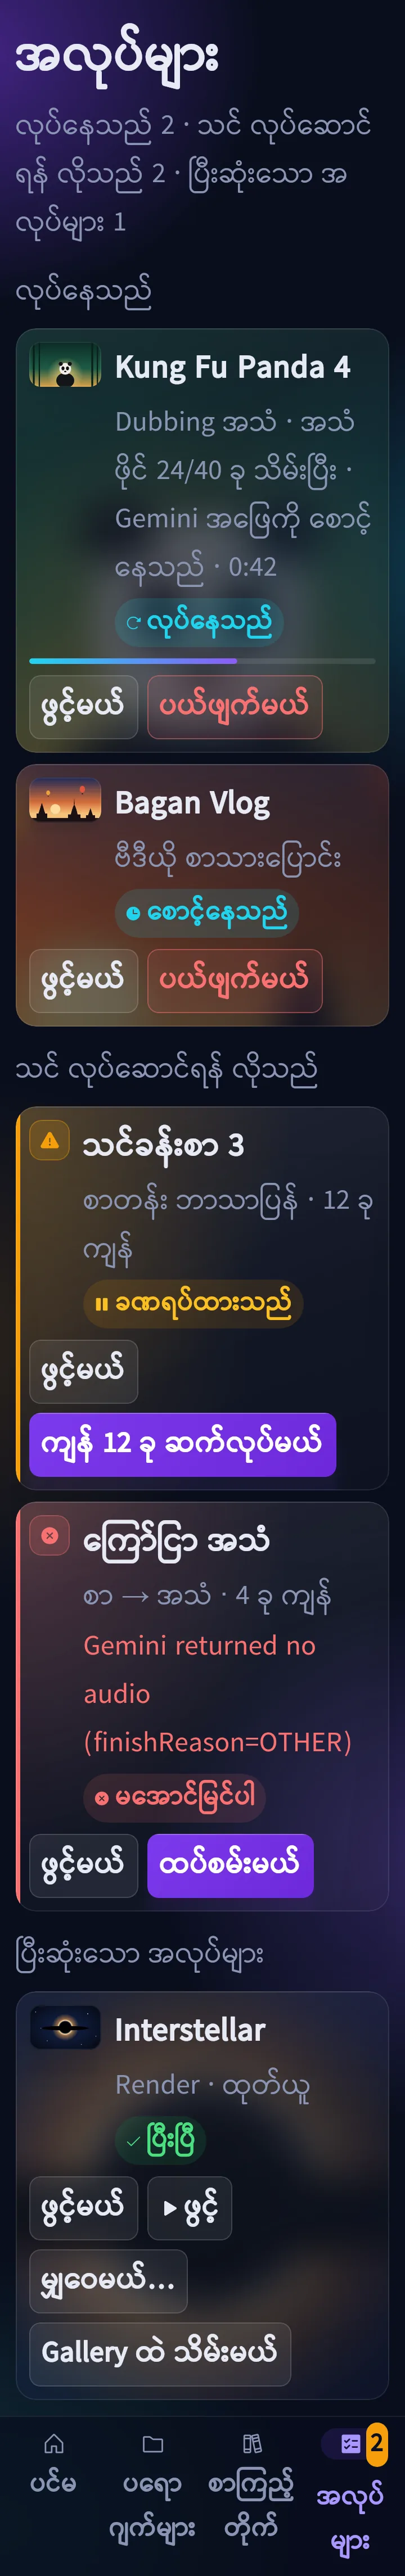 အလုပ်များ
လုပ်နေသည် 2 · သင် လုပ်ဆောင်
ရန် လိုသည် 2 · ပြီးဆုံးသော အ
လုပ်များ 1
လုပ်နေသည်
Kung Fu Panda 4
Dubbing အသံ · အသံ
ဖိုင် 24/40 ခု သိမ်းပြီး ·
Gemini အဖြေကို စောင့်
နေသည် · 0:42
လုပ်နေသည်
ဖွင့်မယ် ပယ်ဖျက်မယ်
Bagan Vlog
ဗီဒီယို စာသားပြောင်း
စောင့်နေသည်
ဖွင့်မယ် ပယ်ဖျက်မယ်
သင် လုပ်ဆောင်ရန် လိုသည်
သင်ခန်းစာ 3
စာတန်း ဘာသာပြန် · 12 ခု
ကျန်
ခဏရပ်ထားသည်
ဖွင့်မယ်
ကျန် 12 ခု ဆက်လုပ်မယ်
ကြော်ငြာ အသံ
စာ → အသံ · 4 ခု ကျန်
Gemini returned no
audio
(finishReason=OTHER)
မအောင်မြင်ပါ
ဖွင့်မယ် ထပ်စမ်းမယ်
ပြီးဆုံးသော အလုပ်များ
Interstellar
Render · ထုတ်ယူ
ပြီးပြီ
ဖွင့်မယ် ဖွင့်
မျှဝေမယ်…
Gallery ထဲ သိမ်းမယ်
2
ပင်မ ပရော စာကြည့် အလုပ်
ဂျက်များ တိုက် များ